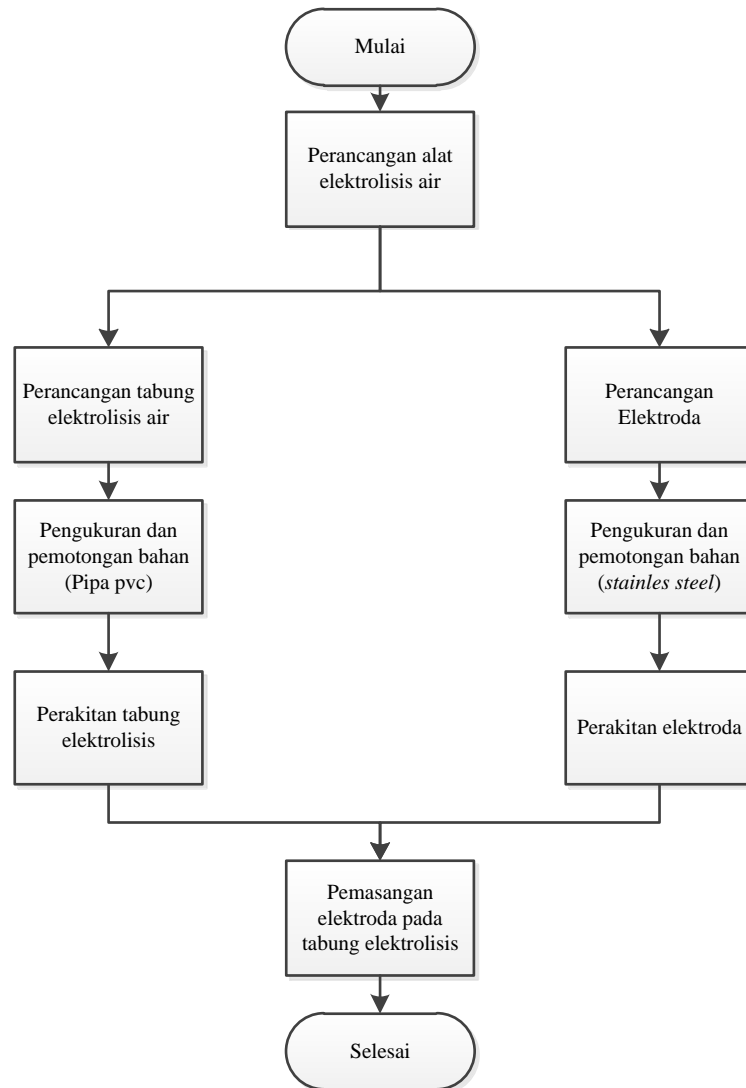 Mulai
Perancangan alat
elektrolisis air
Perancangan tabung
elektrolisis air
Perancangan
Elektroda
Pengukuran dan
pemotongan bahan
(Pipa pvc)
Pengukuran dan
pemotongan bahan
(stainles steel)
Perakitan tabung
elektrolisis
Perakitan elektroda
Pemasangan
elektroda pada
tabung elektrolisis
Selesai